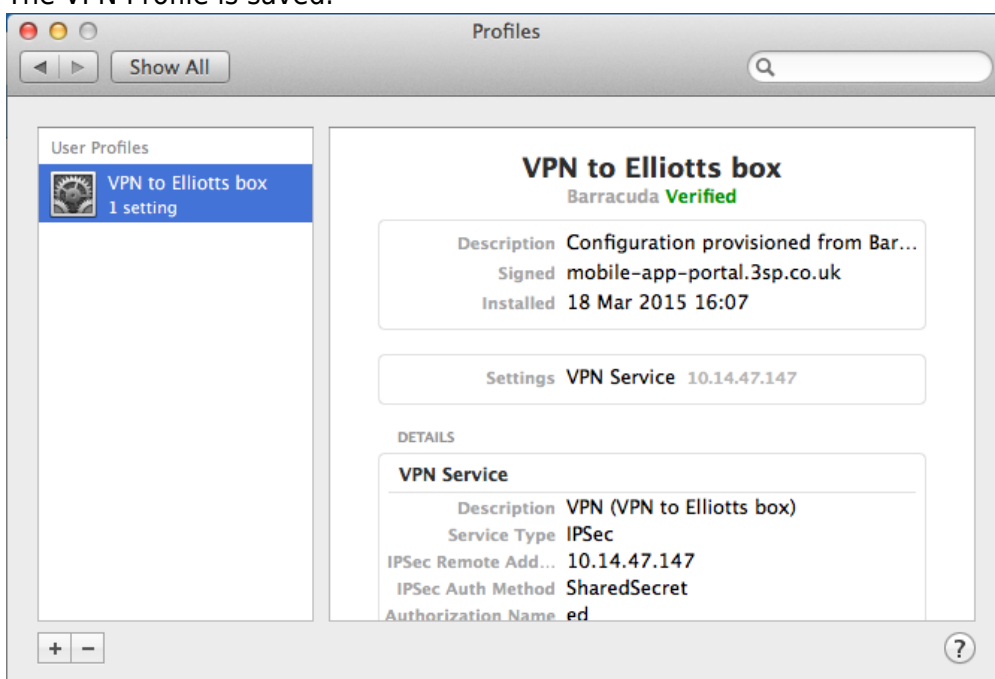 The VPN Profile is saved.
Profiles
Show All
User Profiles
VPN to Elliotts box
1 setting
VPN to Elliotts box
Barracuda Verified
Description Configuration provisioned from Bar...
Signed mobile-app-portal.3sp.co.uk
Installed 18 Mar 2015 16:07
Settings VPN Service 10.14.47.147
DETAILS
VPN Service
Description VPN (VPN to Elliotts box)
Service Type IPSec
IPSec Remote Add... 10.14.47.147
IPSec Auth Method SharedSecret
Authorization Name ed
+ −
?